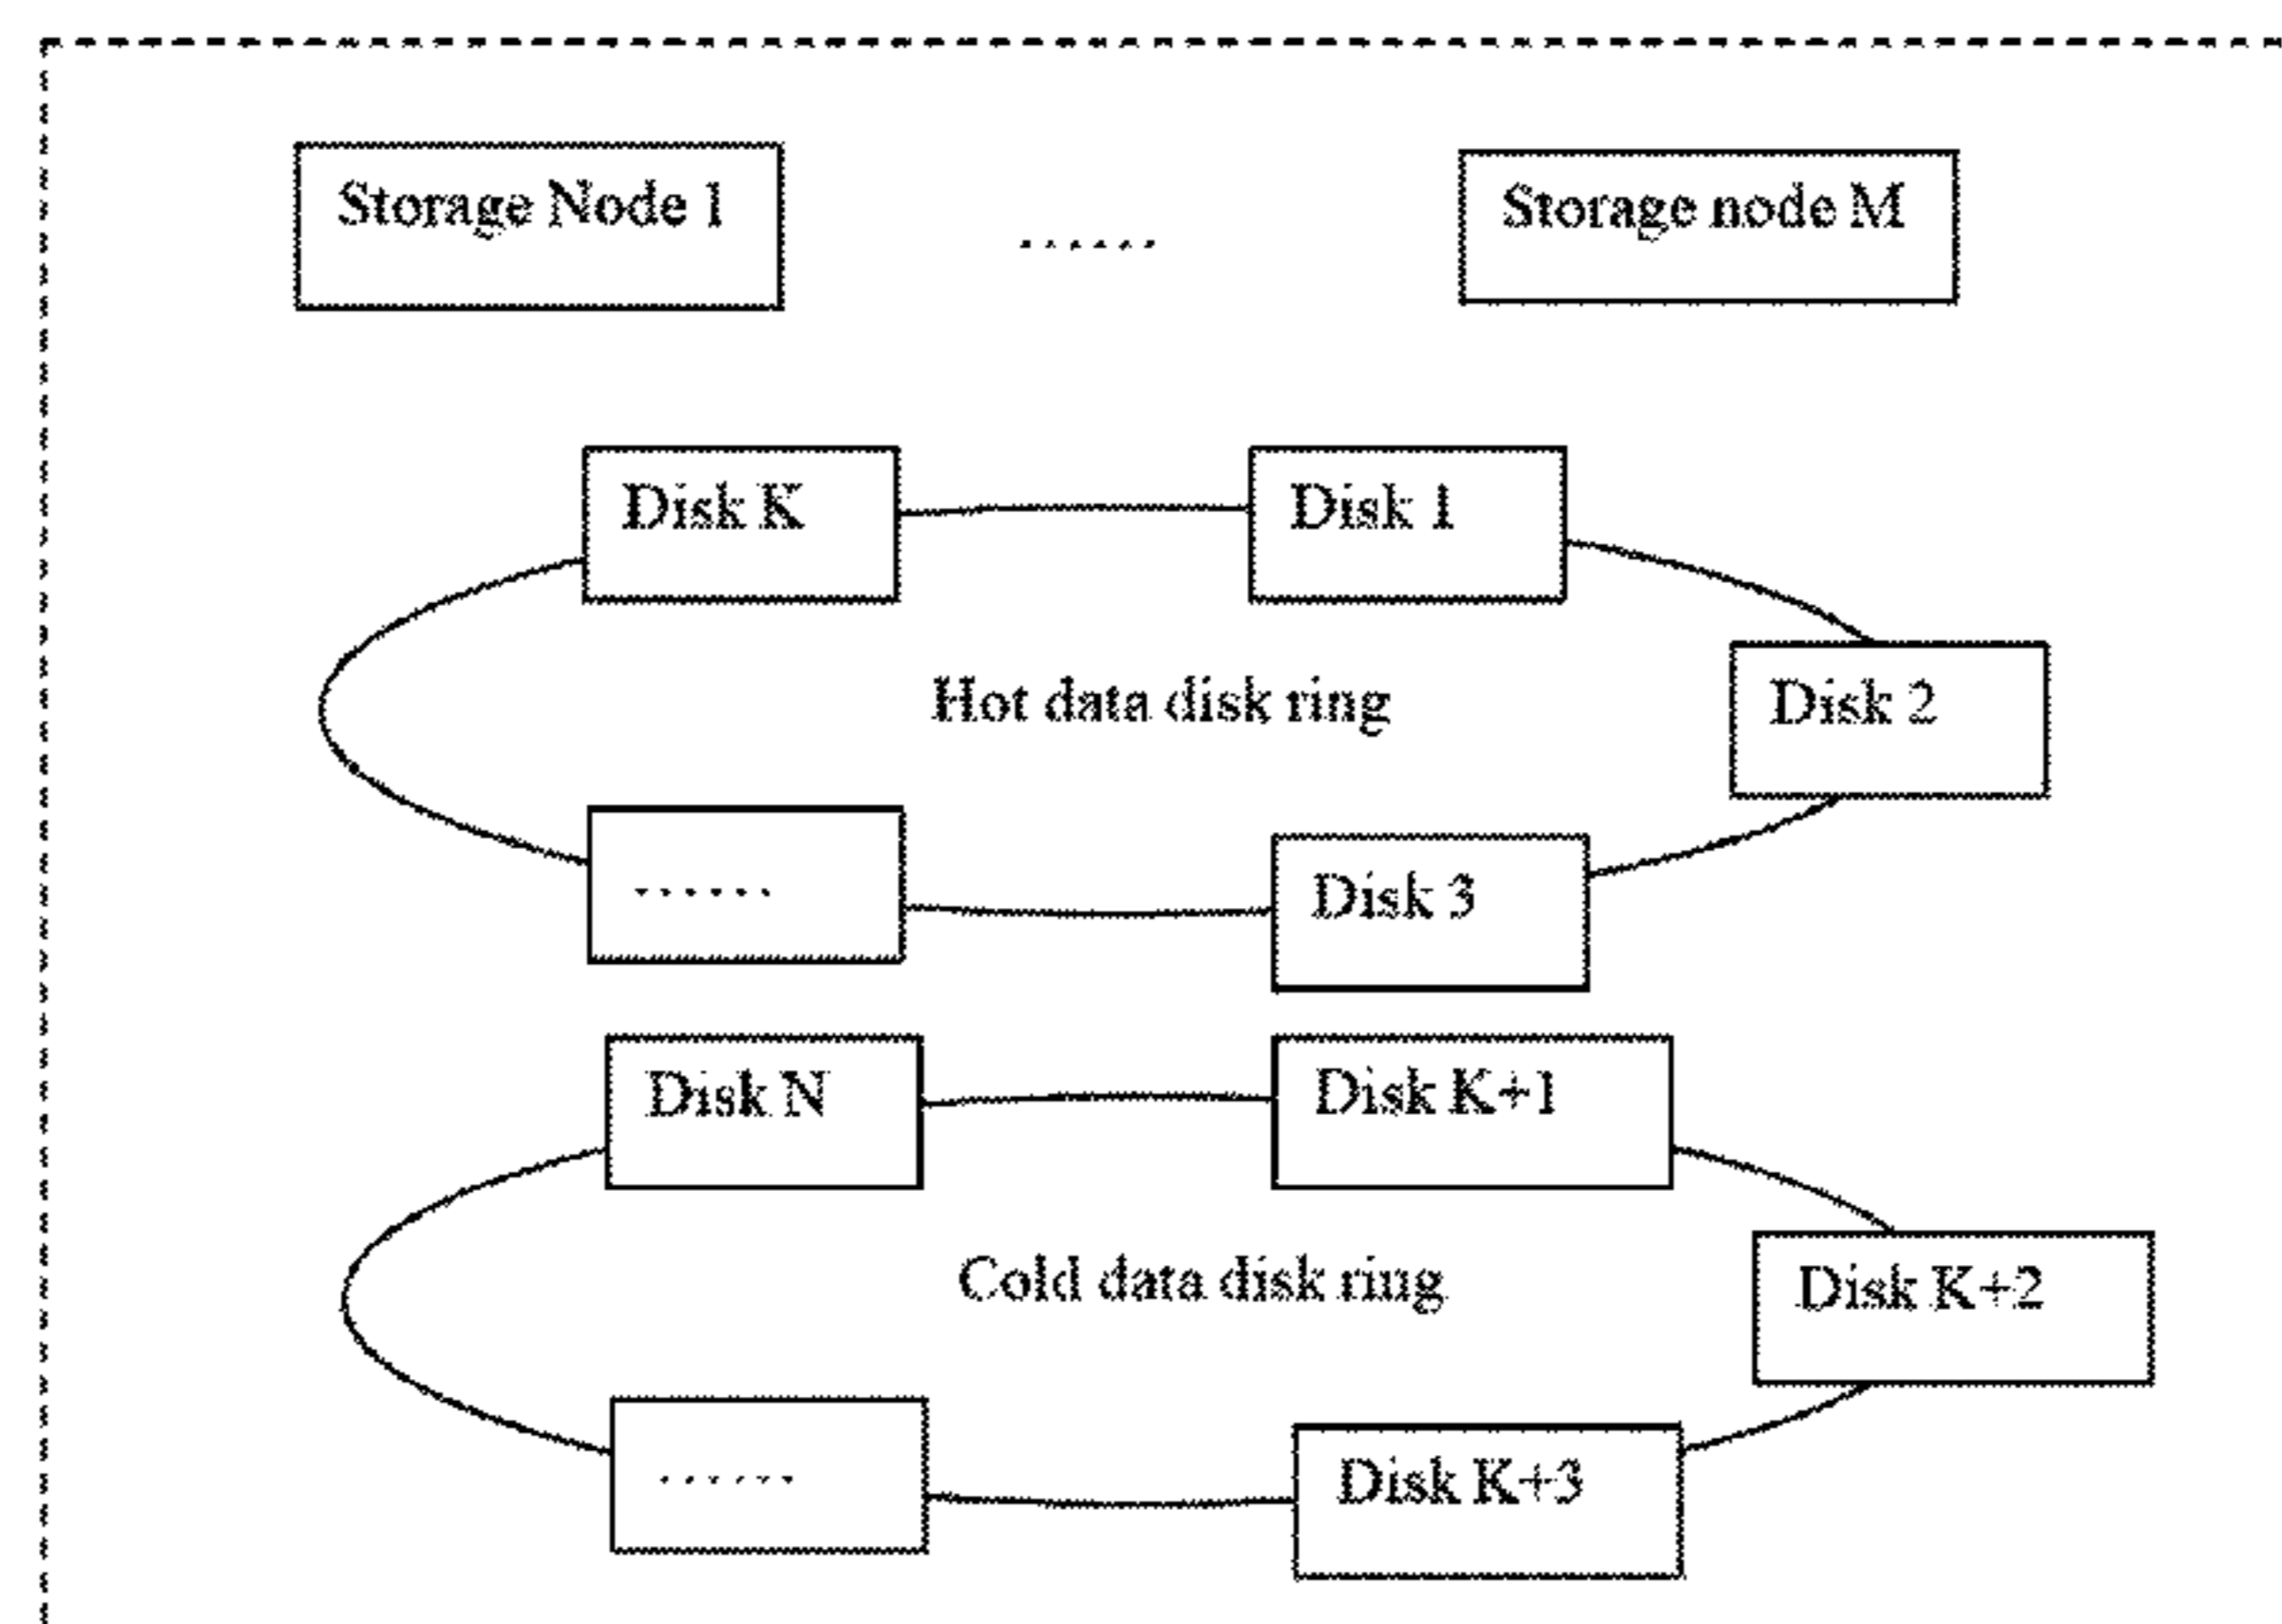 Storage Node 1
......
Storage node M
Disk K
Disk 1
Hot data disk ring
Disk 2
......
Disk 3
Disk N
Disk K+1
Cold data disk ring
Disk K+2
......
Disk K+3